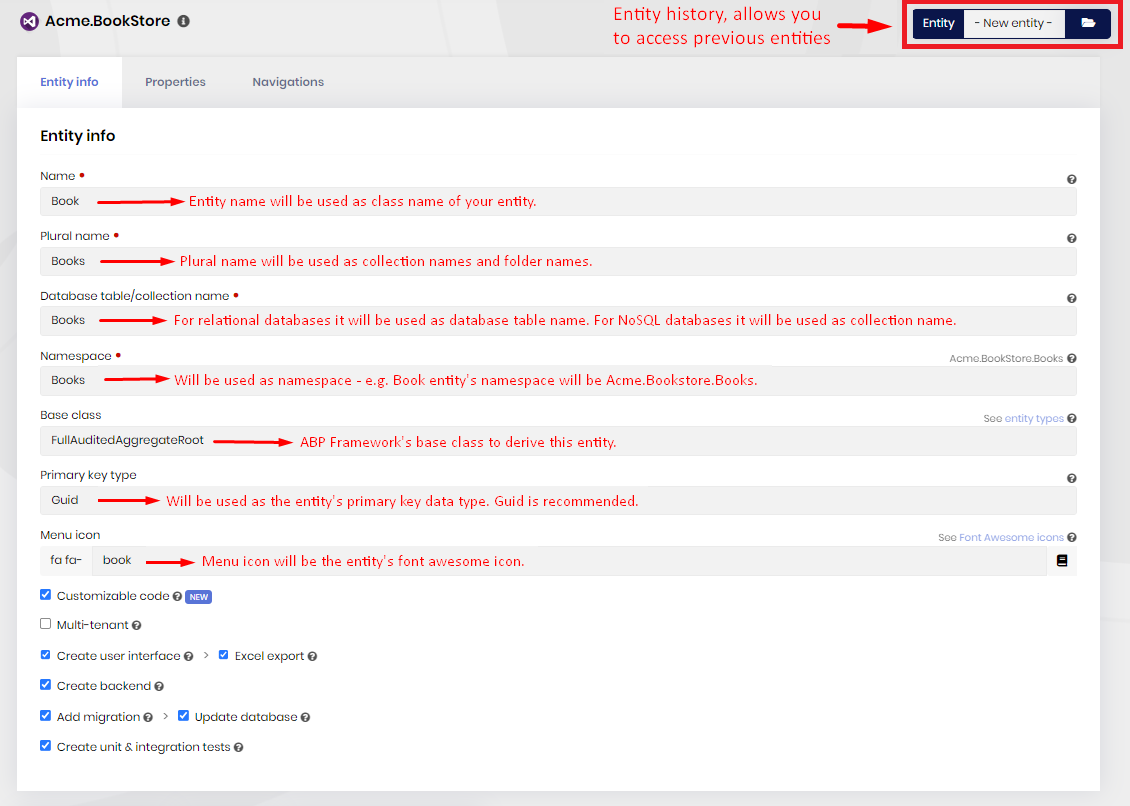 Acme.BookStore
Entity history, allows you
to access previous entities
Entity - New entity -
Entity info Properties Navigations
Entity info
Name •
Book Entity name will be used as class name of your entity.
Plural name •
Books Plural name will be used as collection names and folder names.
Database table/collection name •
Books For relational databases it will be used as database table name. For NoSQL databases it will be used as collection name.
Namespace • Acme.BookStore.Books
Books Will be used as namespace - e.g. Book entity's namespace will be Acme.Bookstore.Books.
Base class See entity types
FullAuditedAggregateRoot ABP Framework's base class to derive this entity.
Primary key type
Guid Will be used as the entity's primary key data type. Guid is recommended.
Menu icon See Font Awesome icons
fa fa- book Menu icon will be the entity's font awesome icon.
Customizable code NEW
Multi-tenant
Create user interface > Excel export
Create backend
Add migration > Update database
Create unit & integration tests